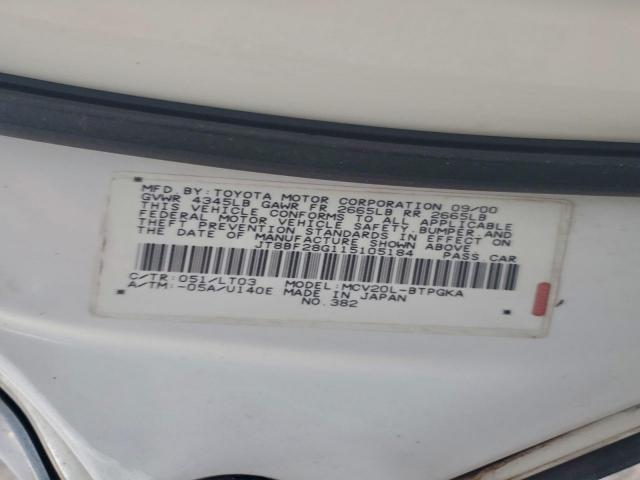 MFD BY: TOYOTA MOTOR CORPORATION 09/00
GVWR 4345LB GAWR FR 2665LB RR 2665LB
THIS VEHICLE CONFORMS TO ALL APPLICABLE
FEDERAL MOTOR VEHICLE SAFETY, BUMPER AND
THEFT PREVENTION STANDARDS IN EFFECT ON
THE DATE OF MANUFACTURE SHOWN ABOVE.
JT8BF28G115105184 PASS. CAR
C/TR: 051/LT03 MODEL: MCV20L-BTPGKA
A/TM: -05A/U140E MADE IN JAPAN
NO. 382